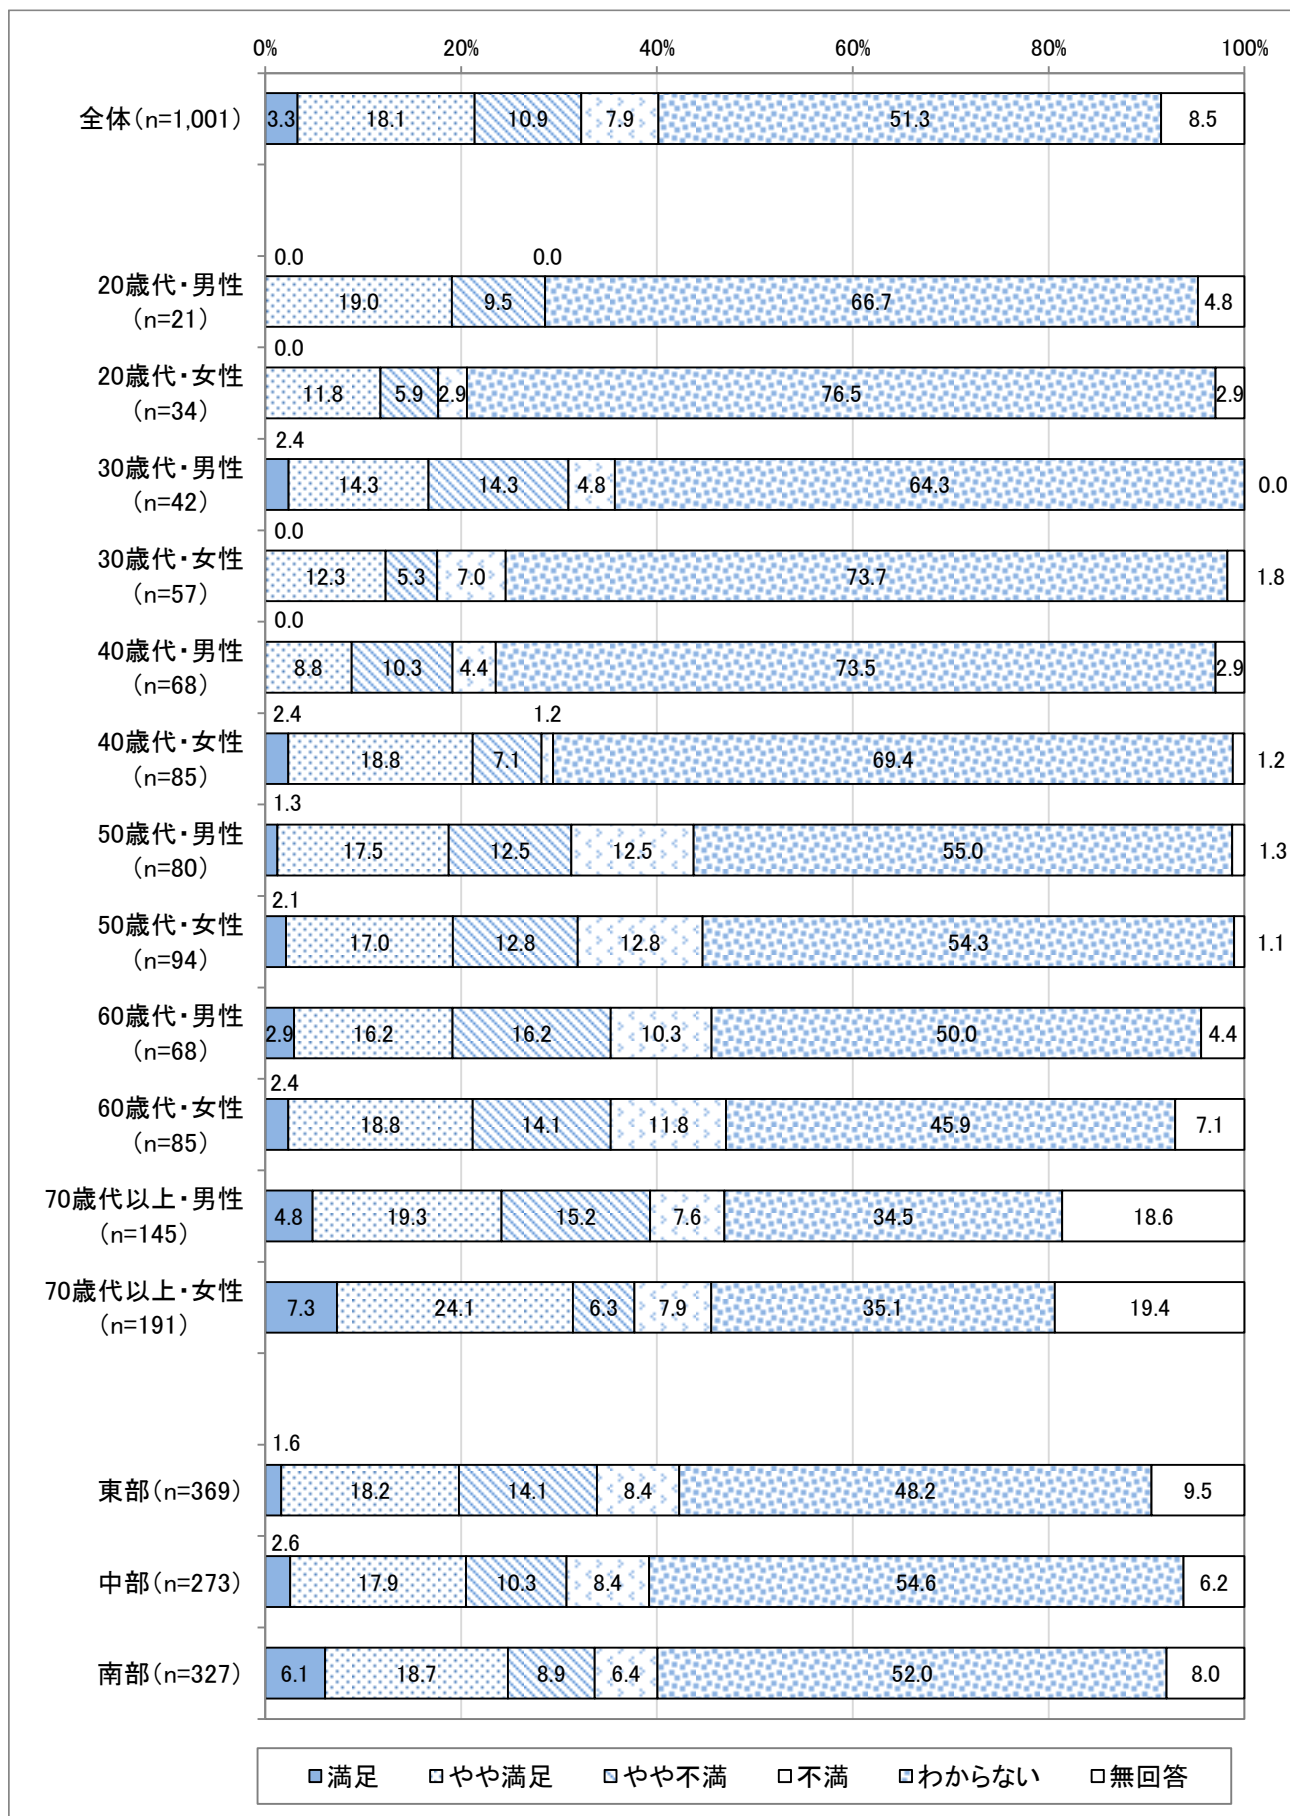 0% 20% 40% 60% 80% 100%
全体(n=1,001) 3.3 18.1 10.9 7.9 51.3 8.5
0.0 0.0
20歳代・男性
(n=21) 19.0 9.5 66.7 4.8
0.0
20歳代・女性
(n=34) 11.8 5.9 2.9 76.5 2.9
2.4
30歳代・男性
(n=42) 14.3 14.3 4.8 64.3 0.0
0.0
30歳代・女性
(n=57) 12.3 5.3 7.0 73.7 1.8
0.0
40歳代・男性
(n=68) 8.8 10.3 4.4 73.5 2.9
2.4 1.2
40歳代・女性
(n=85) 18.8 7.1 69.4 1.2
1.3
50歳代・男性
(n=80) 17.5 12.5 12.5 55.0 1.3
2.1
50歳代・女性
(n=94) 17.0 12.8 12.8 54.3 1.1
60歳代・男性
(n=68) 2.9 16.2 16.2 10.3 50.0 4.4
2.4
60歳代・女性
(n=85) 18.8 14.1 11.8 45.9 7.1
70歳代以上・男性
(n=145) 4.8 19.3 15.2 7.6 34.5 18.6
70歳代以上・女性
(n=191) 7.3 24.1 6.3 7.9 35.1 19.4
1.6
東部(n=369) 18.2 14.1 8.4 48.2 9.5
2.6
中部(n=273) 17.9 10.3 8.4 54.6 6.2
南部(n=327) 6.1 18.7 8.9 6.4 52.0 8.0
満足 やや満足 やや不満 不満 わからない 無回答